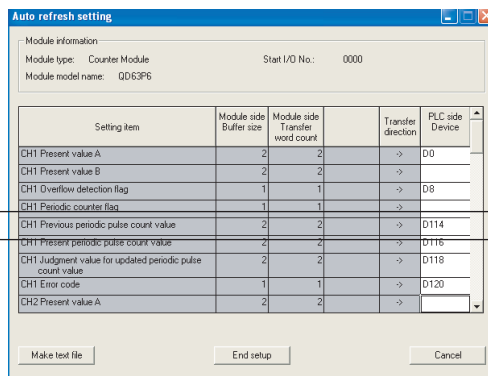 Auto refresh setting
Module information
Module type: Counter Module Start I/O No.: 0000
Module model name: QD63P6
Setting item Module side Buffer size Module side Transfer word count Transfer direction PLC side Device
CH1 Present value A 2 2 -> D0
CH1 Present value B 2 2 ->
CH1 Overflow detection flag 1 1 -> D8
CH1 Periodic counter flag 1 1 ->
CH1 Previous periodic pulse count value 2 2 -> D114
CH1 Present periodic pulse count value 2 2 -> D116
CH1 Judgment value for updated periodic pulse 2 2 -> D118
count value
CH1 Error code 1 1 -> D120
CH2 Present value A 2 2 ->
Make text file End setup Cancel